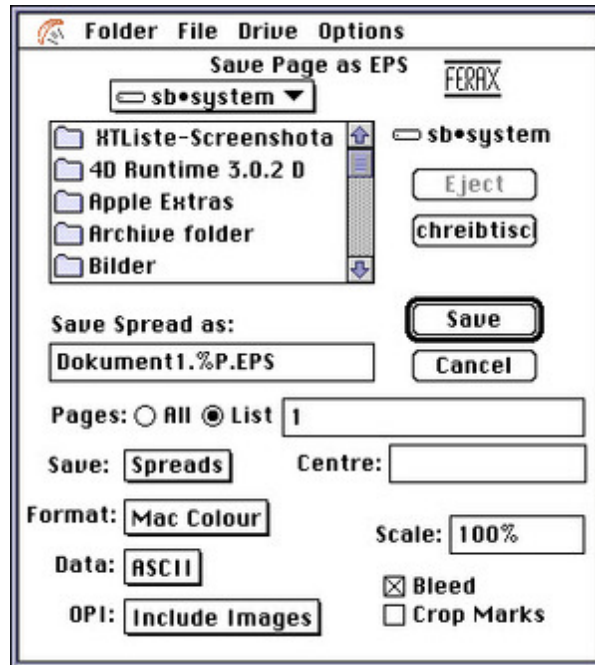 Folder File Drive Options
Save Page as EPS
FERAX
sb•system
XTListe-Screenshota
4D Runtime 3.0.2 D
Apple Extras
Archive folder
Bilder
sb•system
Eject
chreibtiscl
Save Spread as:
Dokument1.%P.EPS
Save
Cancel
Pages: All List 1
Save: Spreads Centre:
Format: Mac Colour
Scale: 100%
Data: ASCII
Bleed
OPI: Include Images
Crop Marks